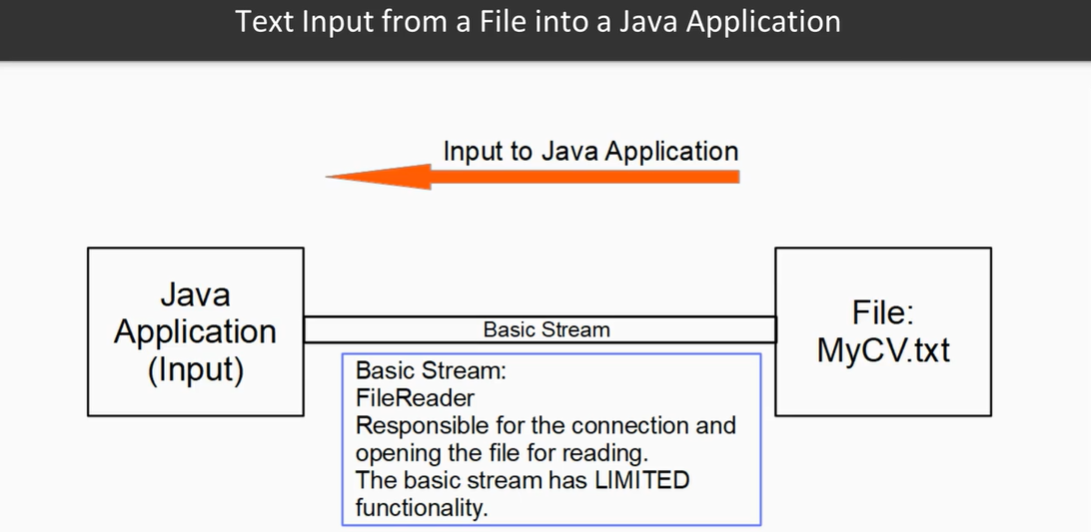 Text Input from a File into a Java Application
Input to Java Application
Java
Application
(Input)
Basic Stream
File:
MyCV.txt
Basic Stream:
FileReader
Responsible for the connection and
opening the file for reading.
The basic stream has LIMITED
functionality.